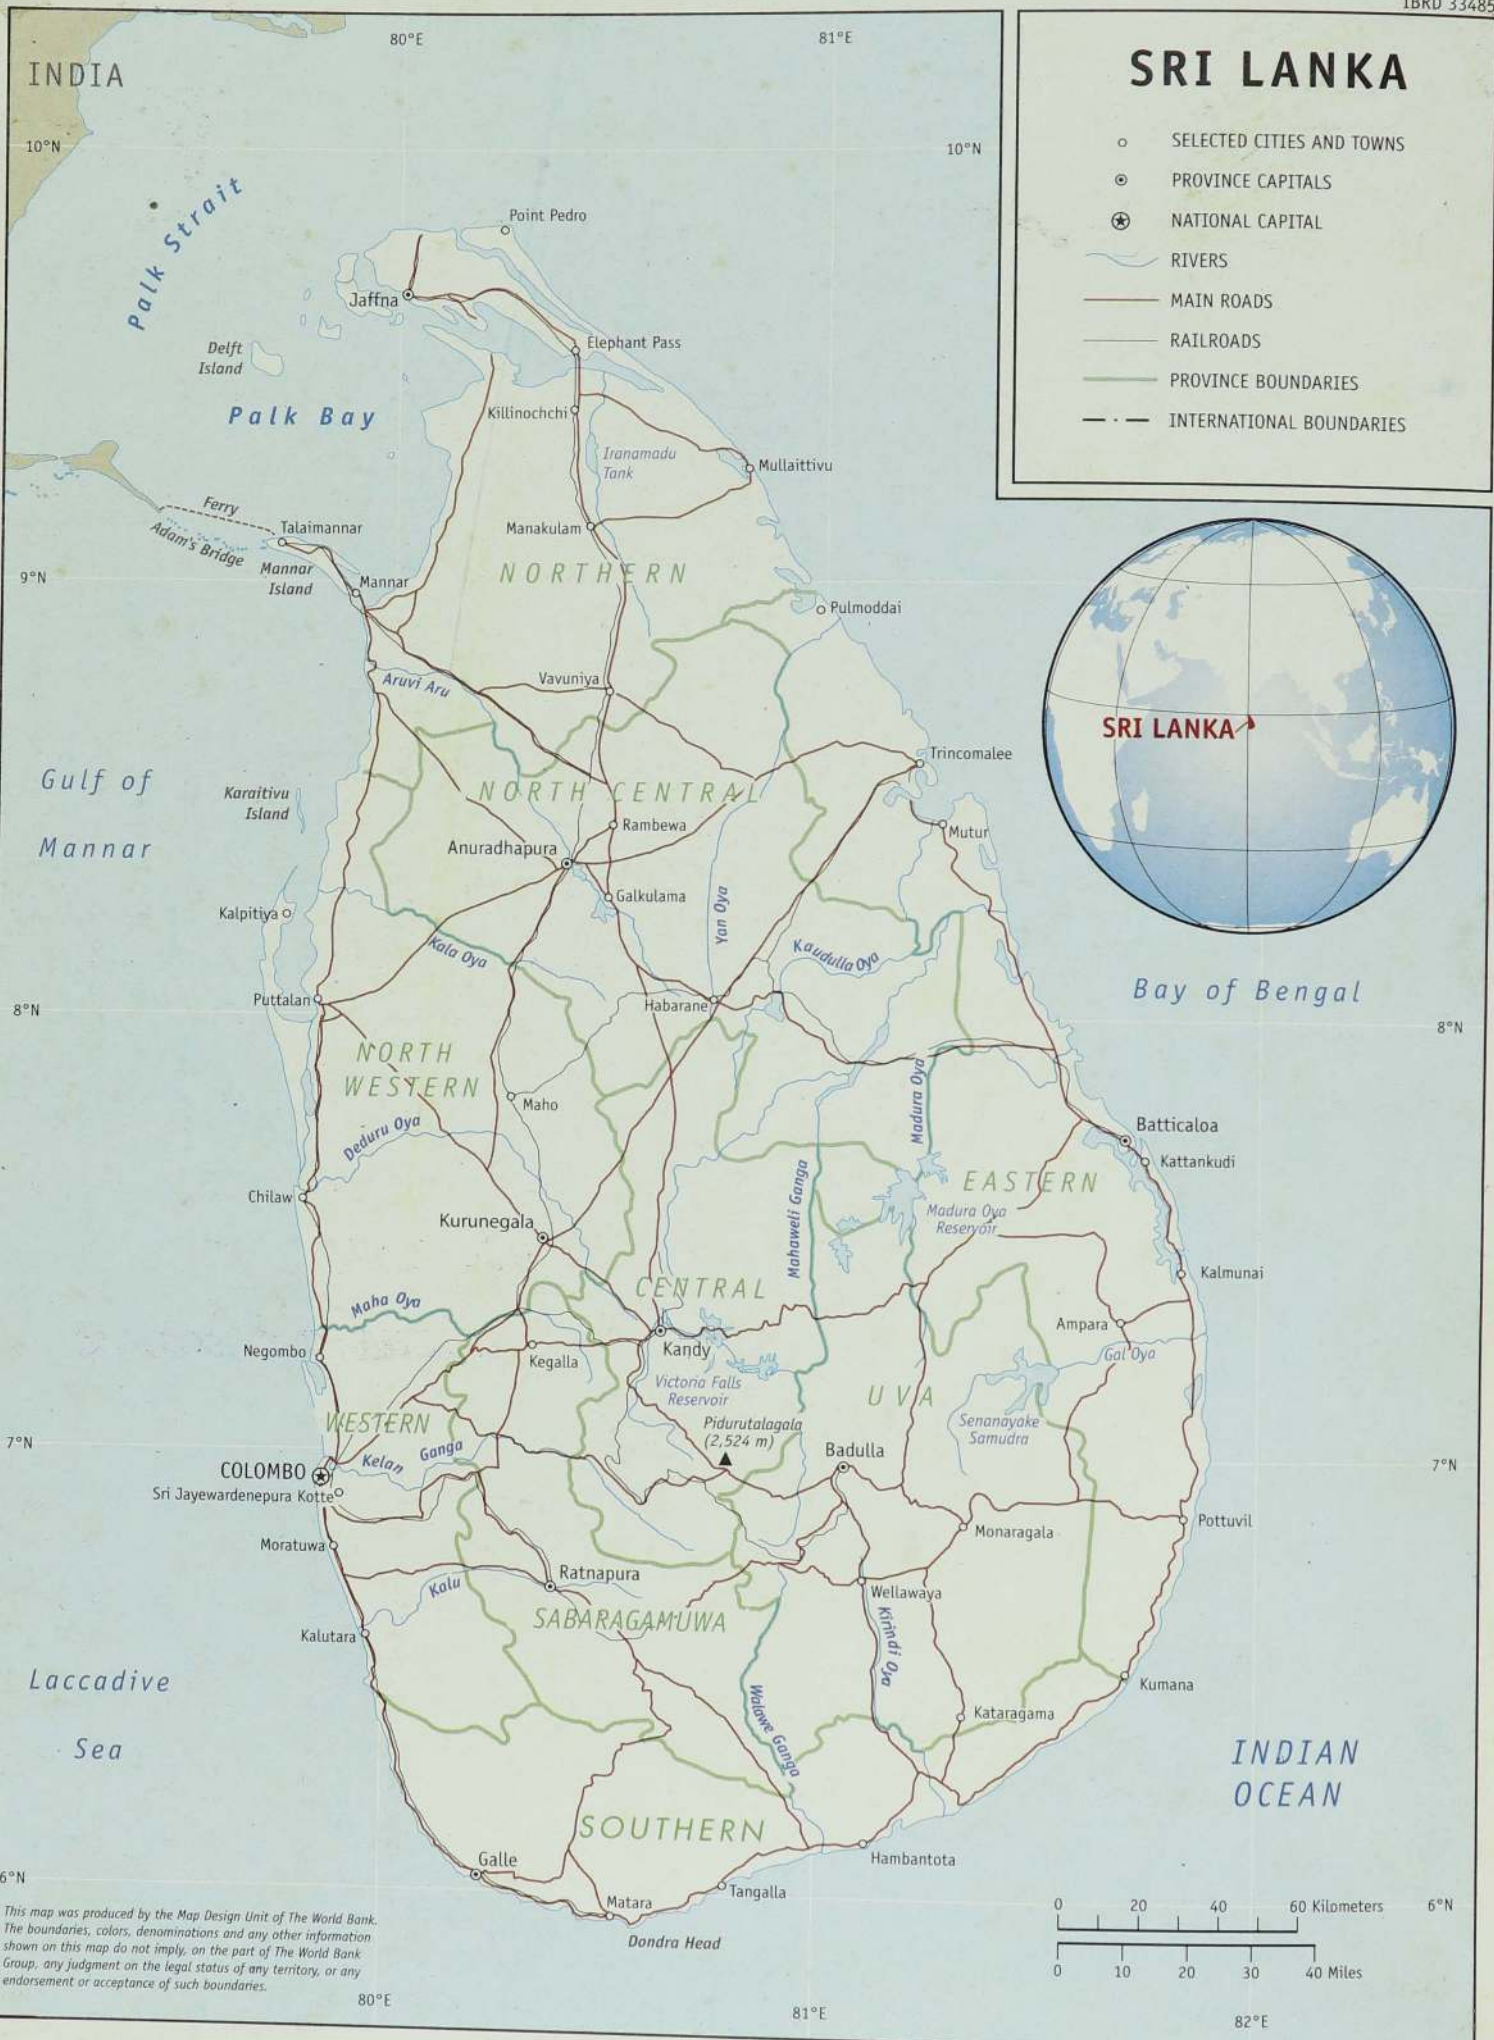 IBRD 33485
SRI LANKA
SELECTED CITIES AND TOWNS
PROVINCE CAPITALS
NATIONAL CAPITAL
RIVERS
MAIN ROADS
RAILROADS
PROVINCE BOUNDARIES
INTERNATIONAL BOUNDARIES
80°E
81°E
INDIA
10°N
10°N
Palk Strait
Point Pedro
Jaffna
Delft
Island
Elephant Pass
Palk Bay
Killinochchi
Iranamadu
Tank
Mullaittivu
Ferry
Adam's Bridge
Talaimannar
Manakulam
Mannar
Island
Mannar
NORTHERN
9°N
Pulmoddai
Vavuniya
Aruvi Aru
SRI LANKA
Trincomalee
Gulf of
Mannar
Karaitivu
Island
NORTH CENTRAL
Rambewa
Mutur
Anuradhapura
Galkulama
Kalpitiya
Yan Oya
Kala Oya
Kaudulla Oya
Bay of Bengal
Puttalan
Habarane
8°N
8°N
NORTH
WESTERN
Maho
Madura Oya
Deduru Oya
Batticaloa
Kattankudi
EASTERN
Chilaw
Mahaweli Ganga
Madura Oya
Reservoir
Kurunegala
CENTRAL
Kalmunai
Maha Oya
Ampara
Negombo
Kegalla
Kandy
Gal Oya
Victoria Falls
Reservoir
UVA
WESTERN
Pidurutalagala
(2,524 m)
Senanayake
Samudra
7°N
Kelan Ganga
Badulla
7°N
COLOMBO
Sri Jayewardenepura Kotte
Monaragala
Pottuvil
Moratuwa
Ratnapura
Kalu
Wellawaya
SABARAGAMUWA
Kirindi Oya
Kalutara
Laccadive
Sea
Walawe Ganga
Kumana
Kataragama
INDIAN
OCEAN
SOUTHERN
Galle
Hambantota
6°N
Matara
Tangalla
Dondra Head
0 20 40 60 Kilometers
6°N
0 10 20 30 40 Miles
This map was produced by the Map Design Unit of The World Bank.
The boundaries, colors, denominations and any other information
shown on this map do not imply, on the part of The World Bank
Group, any judgment on the legal status of any territory, or any
endorsement or acceptance of such boundaries.
80°E
81°E
82°E